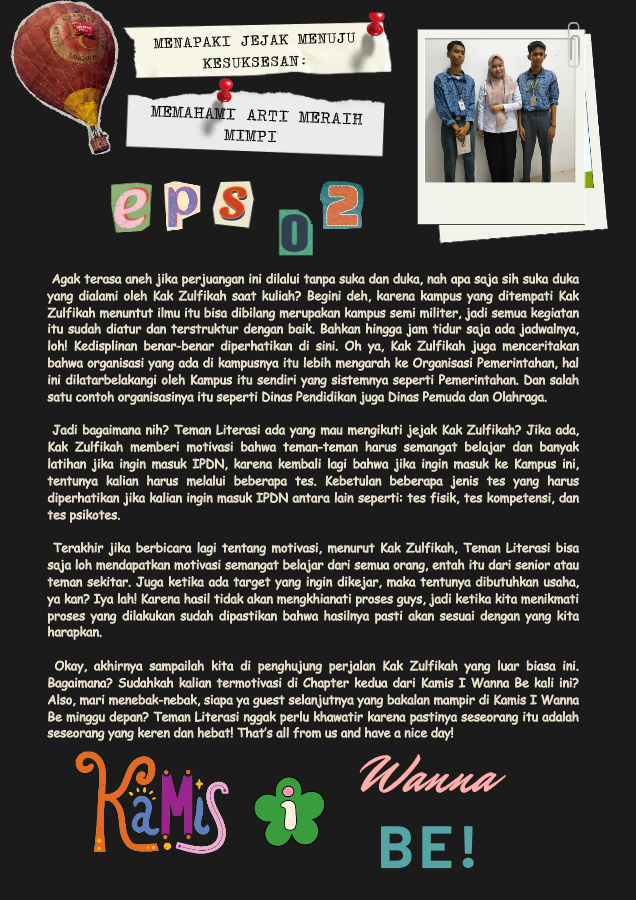 MENAPAKI JEJAK MENUJU
KESUKSESAN:
MEMAHAMI ARTI MERAIH
MIMPI
eps 02
Agak terasa aneh jika perjuangan ini dilalui tanpa suka dan duka, nah apa saja sih suka duka
yang dialami oleh Kak Zulfikah saat kuliah? Begini deh, karena kampus yang ditempati Kak
Zulfikah menuntut ilmu itu bisa dibilang merupakan kampus semi militer, jadi semua kegiatan
itu sudah diatur dan terstruktur dengan baik. Bahkan hingga jam tidur saja ada jadwalnya,
loh! Kedisplinan benar-benar diperhatikan di sini. Oh ya, Kak Zulfikah juga menceritakan
bahwa organisasi yang ada di kampusnya itu lebih mengarah ke Organisasi Pemerintahan, hal
ini dilatarbelakangi oleh Kampus itu sendiri yang sistemnya seperti Pemerintahan. Dan salah
satu contoh organisasinya itu seperti Dinas Pendidikan juga Dinas Pemuda dan Olahraga.
Jadi bagaimana nih? Teman Literasi ada yang mau mengikuti jejak Kak Zulfikah? Jika ada,
Kak Zulfikah memberi motivasi bahwa teman-teman harus semangat belajar dan banyak
latihan jika ingin masuk IPDN, karena kembali lagi bahwa jika ingin masuk ke Kampus ini,
tentunya kalian harus melalui beberapa tes. Kebetulan beberapa jenis tes yang harus
diperhatikan jika kalian ingin masuk IPDN antara lain seperti: tes fisik, tes kompetensi, dan
tes psikotes.
Terakhir jika berbicara lagi tentang motivasi, menurut Kak Zulfikah, Teman Literasi bisa
saja loh mendapatkan motivasi semangat belajar dari semua orang, entah itu dari senior atau
teman sekitar. Juga ketika ada target yang ingin dikejar, maka tentunya dibutuhkan usaha,
ya kan? Iya lah! Karena hasil tidak akan mengkhianati proses guys, jadi ketika kita menikmati
proses yang dilakukan sudah dipastikan bahwa hasilnya pasti akan sesuai dengan yang kita
harapkan.
Okay, akhirnya sampailah kita di penghujung perjalan Kak Zulfikah yang luar biasa ini.
Bagaimana? Sudahkah kalian termotivasi di Chapter kedua dari Kamis I Wanna Be kali ini?
Also, mari menebak-nebak, siapa ya guest selanjutnya yang bakalan mampir di Kamis I Wanna
Be minggu depan? Teman Literasi nggak perlu khawatir karena pastinya seseorang itu adalah
seseorang yang keren dan hebat! That's all from us and have a nice day!
KaMiS i Wanna
BE!